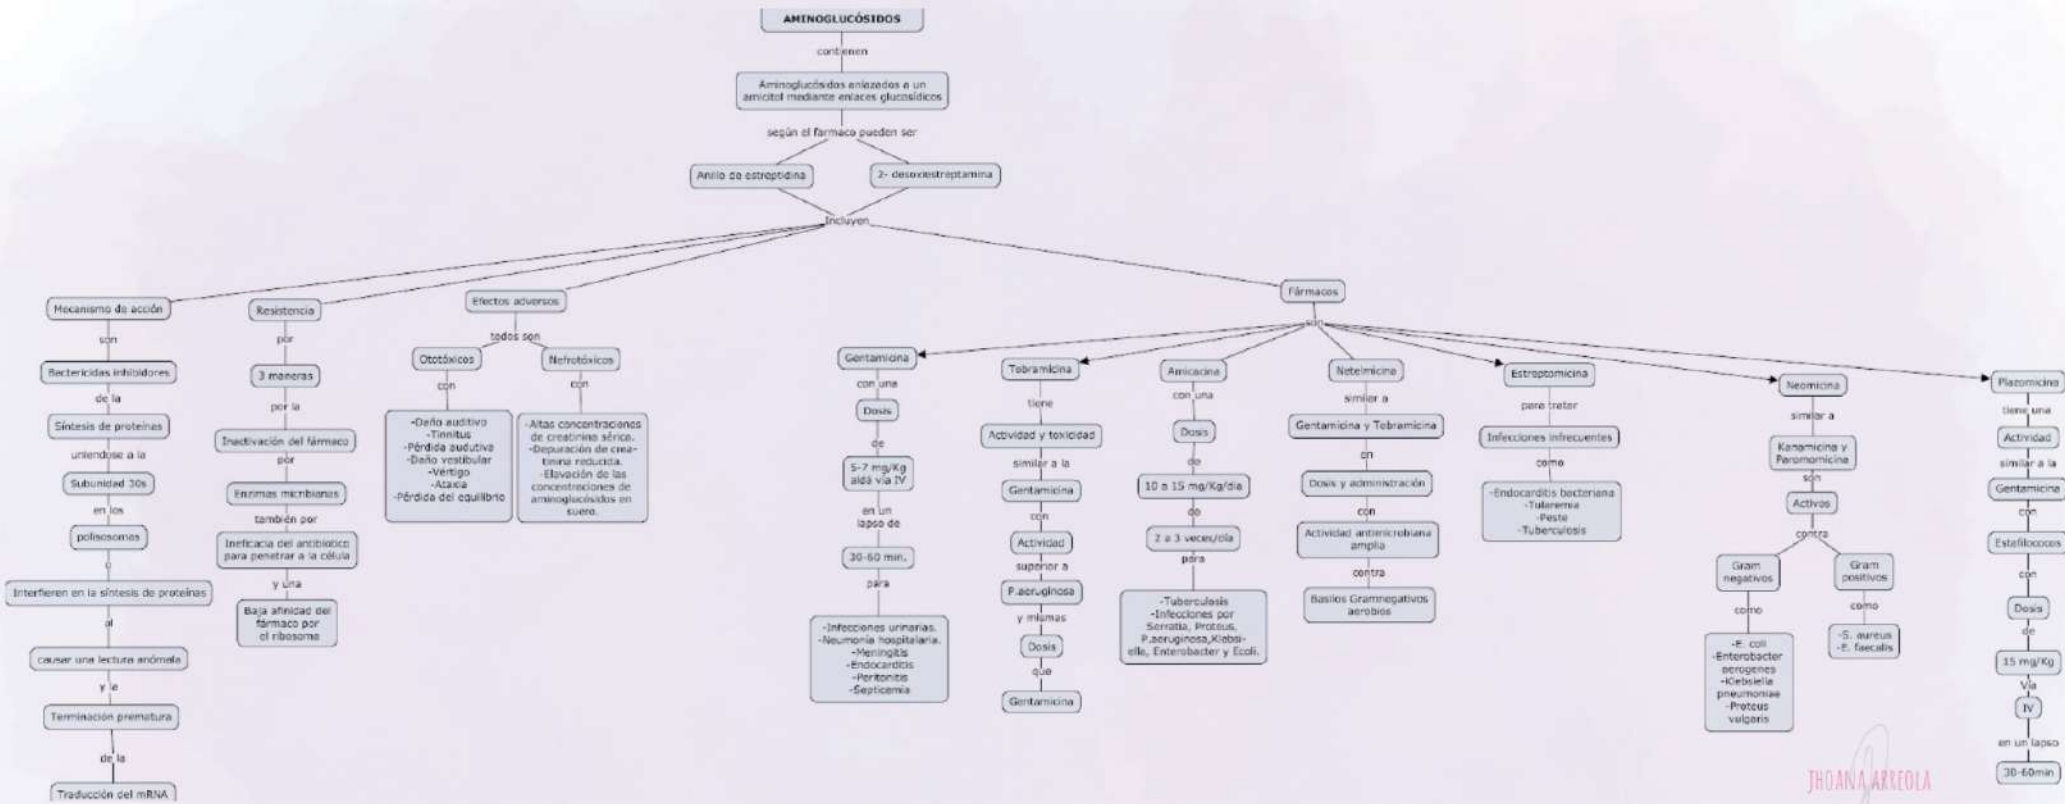 AMINOGLUCÓSIDOS
contienen
Aminoglucósidos enlazados a un
amicitol mediante enlaces glucosídicos
según el farmaco pueden ser
Anillo de estreptidina
2- desoxiestreptamina
Incluyen
Mecanismo de acción
son
Bactericidas inhibidores
de la
Síntesis de proteínas
uniendose a la
Subunidad 30s
en los
polisosomas
o
Interfieren en la síntesis de proteínas
al
causar una lectura anómala
y la
Terminación prematura
de la
Traducción del mRNA
Resistencia
por
3 maneras
por la
Inactivación del fármaco
por
Enzimas micribianas
también por
Ineficacia del antibiotico
para penetrar a la célula
y una
Baja afinidad del
fármaco por
el ribosoma
Efectos adversos
todos son
Ototóxicos
con
-Daño auditivo
-Tinnitus
-Pérdida audutiva
-Daño vestibular
-Vértigo
-Ataxia
-Pérdida del equilibrio
Nefrotóxicos
con
-Altas concentraciones
de creatinina sérica.
-Depuración de crea-
tinina reducida.
-Elavación de las
concentraciones de
aminoglucósidos en
suero.
Fármacos
son
Gentamicina
con una
Dosis
de
5-7 mg/Kg
aldá vía IV
en un
lapso de
30-60 min.
para
-Infecciones urinarias.
-Neumonía hospitalaria.
-Meningitis
-Endocarditis
-Peritonitis
-Septicemia
Tobramicina
tiene
Actividad y toxicidad
similar a la
Gentamicina
con
Actividad
superior a
P.aeruginosa
y mismas
Dosis
que
Gentamicina
Amicacina
con una
Dosis
de
10 a 15 mg/Kg/día
de
2 a 3 veces/día
para
-Tuberculosis
-Infecciones por
Serratia, Proteus,
P.aeruginosa,Klebsi-
ella, Enterobacter y Ecoli.
Netelmicina
similar a
Gentamicina y Tobramicina
en
Dosis y administración
con
Actividad antimicrobiana
amplia
contra
Basilos Gramnegativos
aerobios
Estreptomicina
para tratar
Infecciones infrecuentes
como
-Endocarditis bacteriana
-Tularemia
-Peste
-Tuberculosis
Neomicina
similar a
Kanamicina y
Paromomicina
son
Activos
contra
Gram
negativos
como
-E. coli
-Enterobacter
aerogenes
-Klebsiella
pneumoniae
-Proteus
vulgaris
Gram
positivos
como
-S. aureus
-E. faecalis
Plazomicina
tiene una
Actividad
similar a la
Gentamicina
con
Estafilococos
con
Dosis
de
15 mg/Kg
Vía
IV
en un lapso
30-60min
JHOANA ARREOLA